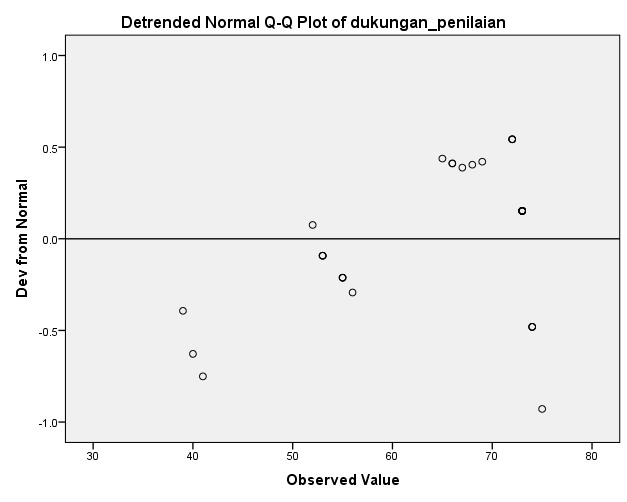 Detrended Normal Q-Q Plot of dukungan_penilaian
1.0
0.5
0.0
-0.5
-1.0
Dev from Normal
30 40 50 60 70 80
Observed Value